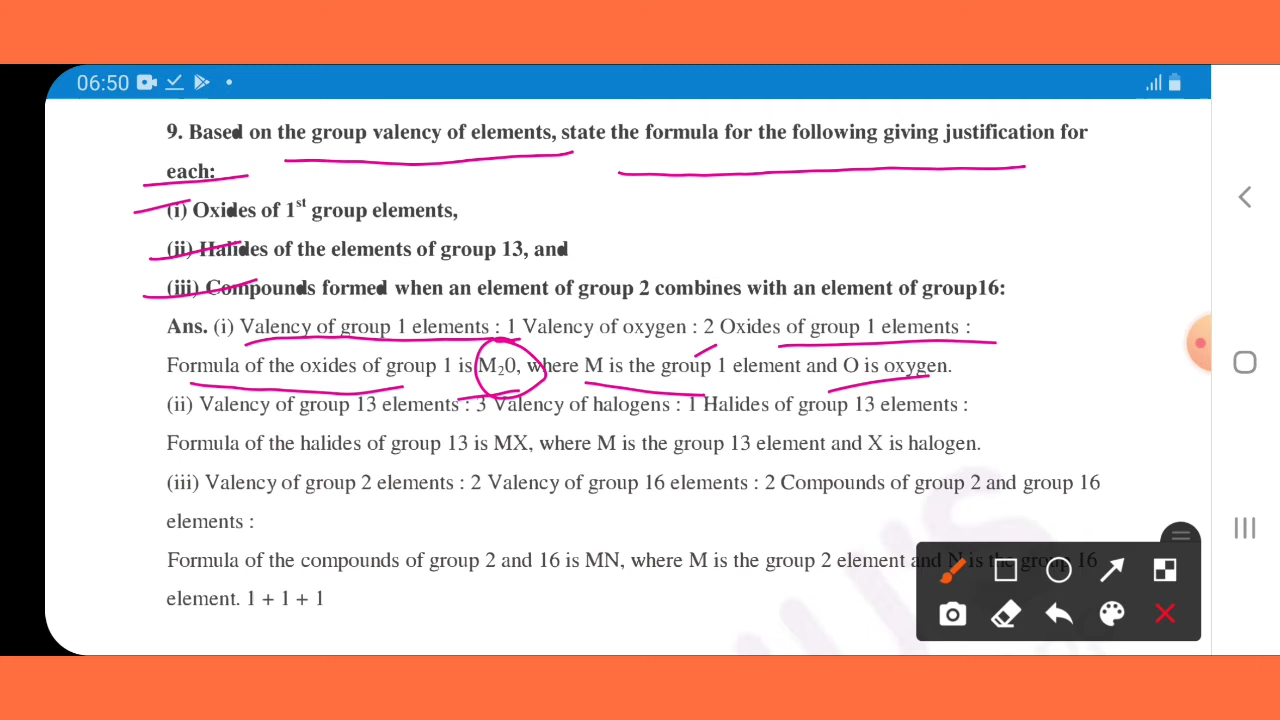 06:50
9. Based on the group valency of elements, state the formula for the following giving justification for
each:
(i) Oxides of 1st group elements,
(ii) Halides of the elements of group 13, and
(iii) Compounds formed when an element of group 2 combines with an element of group16:
Ans. (i) Valency of group 1 elements : 1 Valency of oxygen : 2 Oxides of group 1 elements :
Formula of the oxides of group 1 is M₂0, where M is the group 1 element and O is oxygen.
(ii) Valency of group 13 elements : 3 Valency of halogens : 1 Halides of group 13 elements :
Formula of the halides of group 13 is MX, where M is the group 13 element and X is halogen.
(iii) Valency of group 2 elements : 2 Valency of group 16 elements : 2 Compounds of group 2 and group 16
elements :
Formula of the compounds of group 2 and 16 is MN, where M is the group 2 element and N is the group 16
element. 1 + 1 + 1